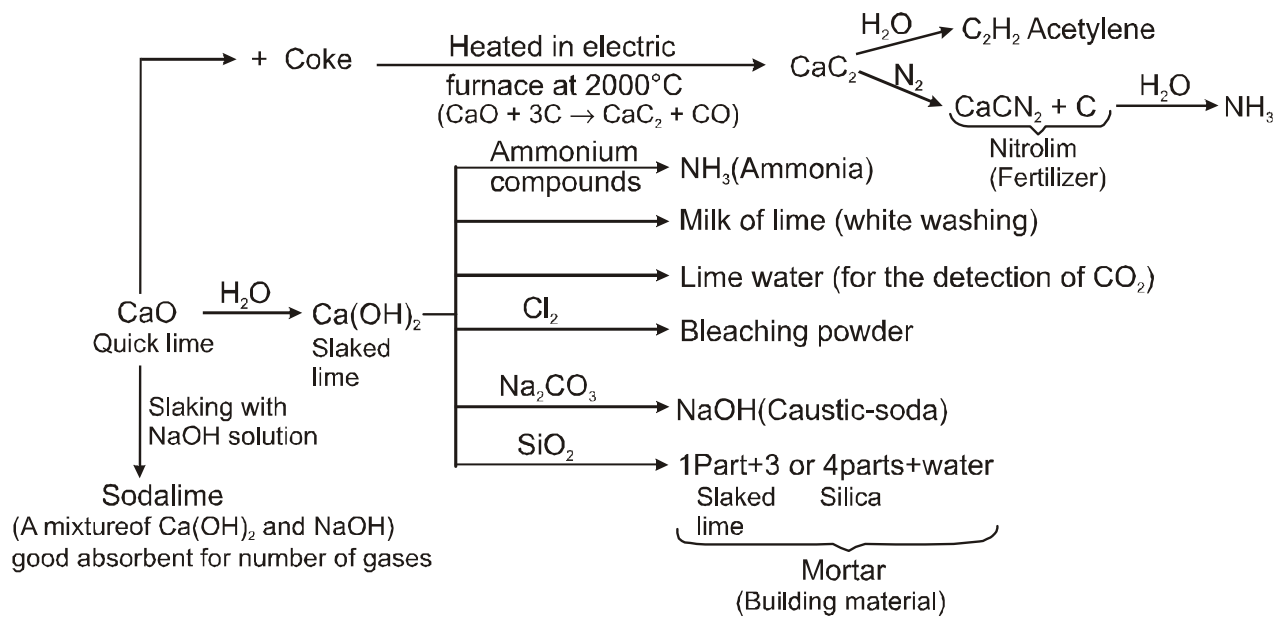 + Coke
Heated in electric
furnace at 2000°C
(CaO + 3C → CaC₂ + CO)
CaC₂
H₂O
C₂H₂ Acetylene
N₂
CaCN₂ + C
H₂O
NH₃
Nitrolim
(Fertilizer)
Ammonium
compounds
NH₃(Ammonia)
Milk of lime (white washing)
Lime water (for the detection of CO₂)
CaO
Quick lime
H₂O
Ca(OH)₂
Slaked
lime
Cl₂
Bleaching powder
Slaking with
NaOH solution
Na₂CO₃
NaOH(Caustic-soda)
SiO₂
1Part+3 or 4parts+water
Slaked Silica
lime
Sodalime
(A mixtureof Ca(OH)₂ and NaOH)
good absorbent for number of gases
Mortar
(Building material)